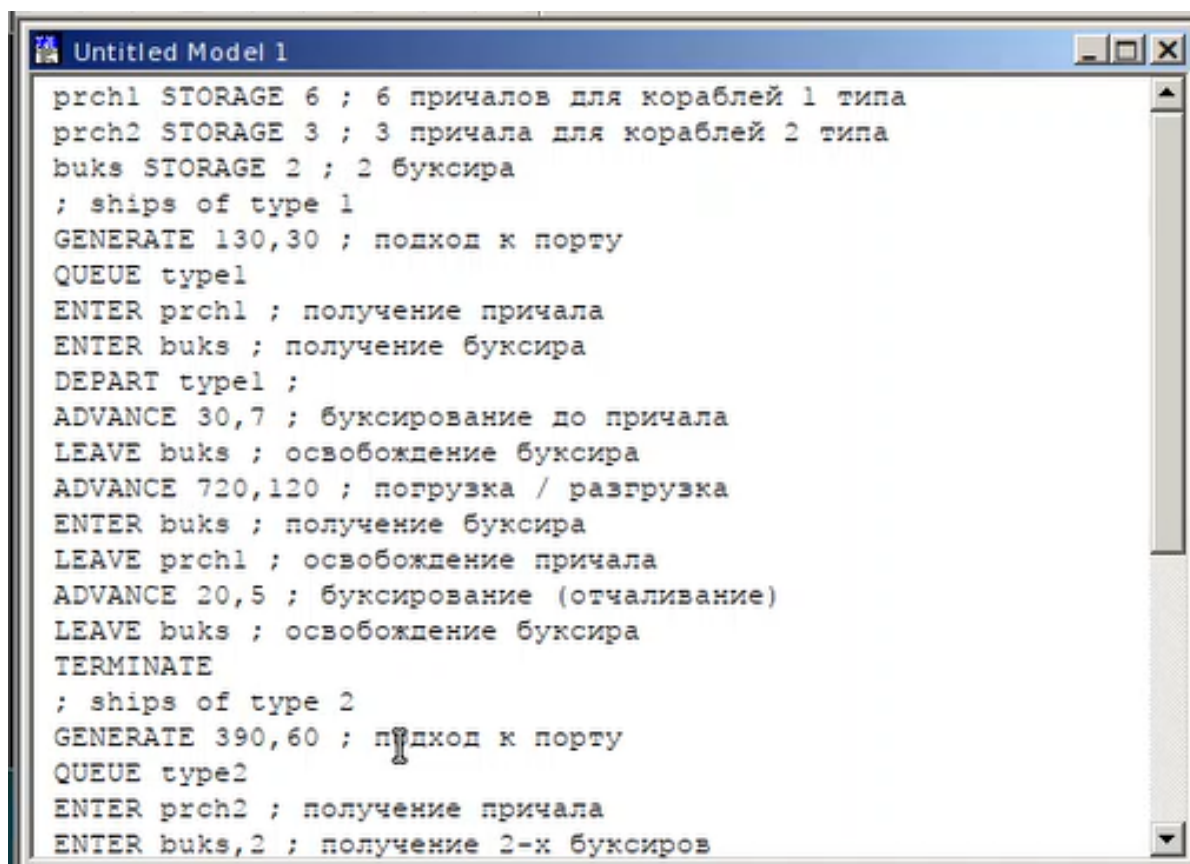 Untitled Model 1
prch1 STORAGE 6 ; 6 причалов для кораблей 1 типа
prch2 STORAGE 3 ; 3 причала для кораблей 2 типа
buks STORAGE 2 ; 2 буксира
; ships of type 1
GENERATE 130,30 ; подход к порту
QUEUE type1
ENTER prch1 ; получение причала
ENTER buks ; получение буксира
DEPART type1 ;
ADVANCE 30,7 ; буксирование до причала
LEAVE buks ; освобождение буксира
ADVANCE 720,120 ; погрузка / разгрузка
ENTER buks ; получение буксира
LEAVE prch1 ; освобождение причала
ADVANCE 20,5 ; буксирование (отчаливание)
LEAVE buks ; освобождение буксира
TERMINATE
; ships of type 2
GENERATE 390,60 ; подход к порту
QUEUE type2
ENTER prch2 ; получение причала
ENTER buks,2 ; получение 2-х буксиров